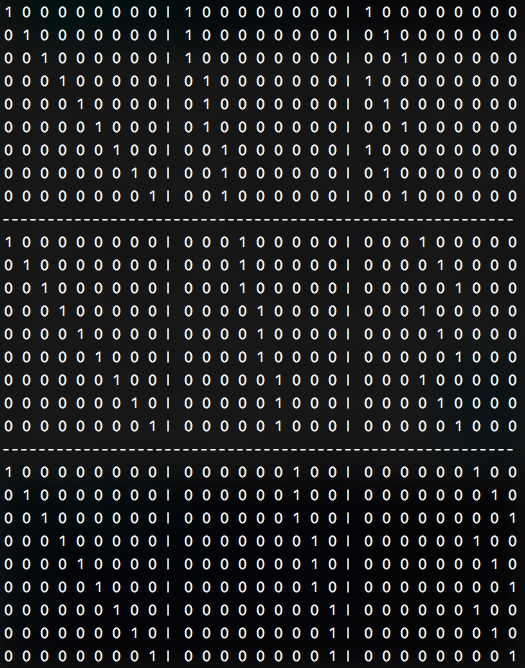 1 0 0 0 0 0 0 0 0 | 1 0 0 0 0 0 0 0 0 | 1 0 0 0 0 0 0 0 0
0 1 0 0 0 0 0 0 0 | 1 0 0 0 0 0 0 0 0 | 0 1 0 0 0 0 0 0 0
0 0 1 0 0 0 0 0 0 | 1 0 0 0 0 0 0 0 0 | 0 0 1 0 0 0 0 0 0
0 0 0 1 0 0 0 0 0 | 0 1 0 0 0 0 0 0 0 | 1 0 0 0 0 0 0 0 0
0 0 0 0 1 0 0 0 0 | 0 1 0 0 0 0 0 0 0 | 0 1 0 0 0 0 0 0 0
0 0 0 0 0 1 0 0 0 | 0 1 0 0 0 0 0 0 0 | 0 0 1 0 0 0 0 0 0
0 0 0 0 0 0 1 0 0 | 0 0 1 0 0 0 0 0 0 | 1 0 0 0 0 0 0 0 0
0 0 0 0 0 0 0 1 0 | 0 0 1 0 0 0 0 0 0 | 0 1 0 0 0 0 0 0 0
0 0 0 0 0 0 0 0 1 | 0 0 1 0 0 0 0 0 0 | 0 0 1 0 0 0 0 0 0
---------------------------------------------------------
1 0 0 0 0 0 0 0 0 | 0 0 0 1 0 0 0 0 0 | 0 0 0 1 0 0 0 0 0
0 1 0 0 0 0 0 0 0 | 0 0 0 1 0 0 0 0 0 | 0 0 0 0 1 0 0 0 0
0 0 1 0 0 0 0 0 0 | 0 0 0 1 0 0 0 0 0 | 0 0 0 0 0 1 0 0 0
0 0 0 1 0 0 0 0 0 | 0 0 0 0 1 0 0 0 0 | 0 0 0 1 0 0 0 0 0
0 0 0 0 1 0 0 0 0 | 0 0 0 0 1 0 0 0 0 | 0 0 0 0 1 0 0 0 0
0 0 0 0 0 1 0 0 0 | 0 0 0 0 1 0 0 0 0 | 0 0 0 0 0 1 0 0 0
0 0 0 0 0 0 1 0 0 | 0 0 0 0 0 1 0 0 0 | 0 0 0 1 0 0 0 0 0
0 0 0 0 0 0 0 1 0 | 0 0 0 0 0 1 0 0 0 | 0 0 0 0 1 0 0 0 0
0 0 0 0 0 0 0 0 1 | 0 0 0 0 0 1 0 0 0 | 0 0 0 0 0 1 0 0 0
---------------------------------------------------------
1 0 0 0 0 0 0 0 0 | 0 0 0 0 0 0 1 0 0 | 0 0 0 0 0 0 1 0 0
0 1 0 0 0 0 0 0 0 | 0 0 0 0 0 0 1 0 0 | 0 0 0 0 0 0 0 1 0
0 0 1 0 0 0 0 0 0 | 0 0 0 0 0 0 1 0 0 | 0 0 0 0 0 0 0 0 1
0 0 0 1 0 0 0 0 0 | 0 0 0 0 0 0 0 1 0 | 0 0 0 0 0 0 1 0 0
0 0 0 0 1 0 0 0 0 | 0 0 0 0 0 0 0 1 0 | 0 0 0 0 0 0 0 1 0
0 0 0 0 0 1 0 0 0 | 0 0 0 0 0 0 0 1 0 | 0 0 0 0 0 0 0 0 1
0 0 0 0 0 0 1 0 0 | 0 0 0 0 0 0 0 0 1 | 0 0 0 0 0 0 1 0 0
0 0 0 0 0 0 0 1 0 | 0 0 0 0 0 0 0 0 1 | 0 0 0 0 0 0 0 1 0
0 0 0 0 0 0 0 0 1 | 0 0 0 0 0 0 0 0 1 | 0 0 0 0 0 0 0 0 1